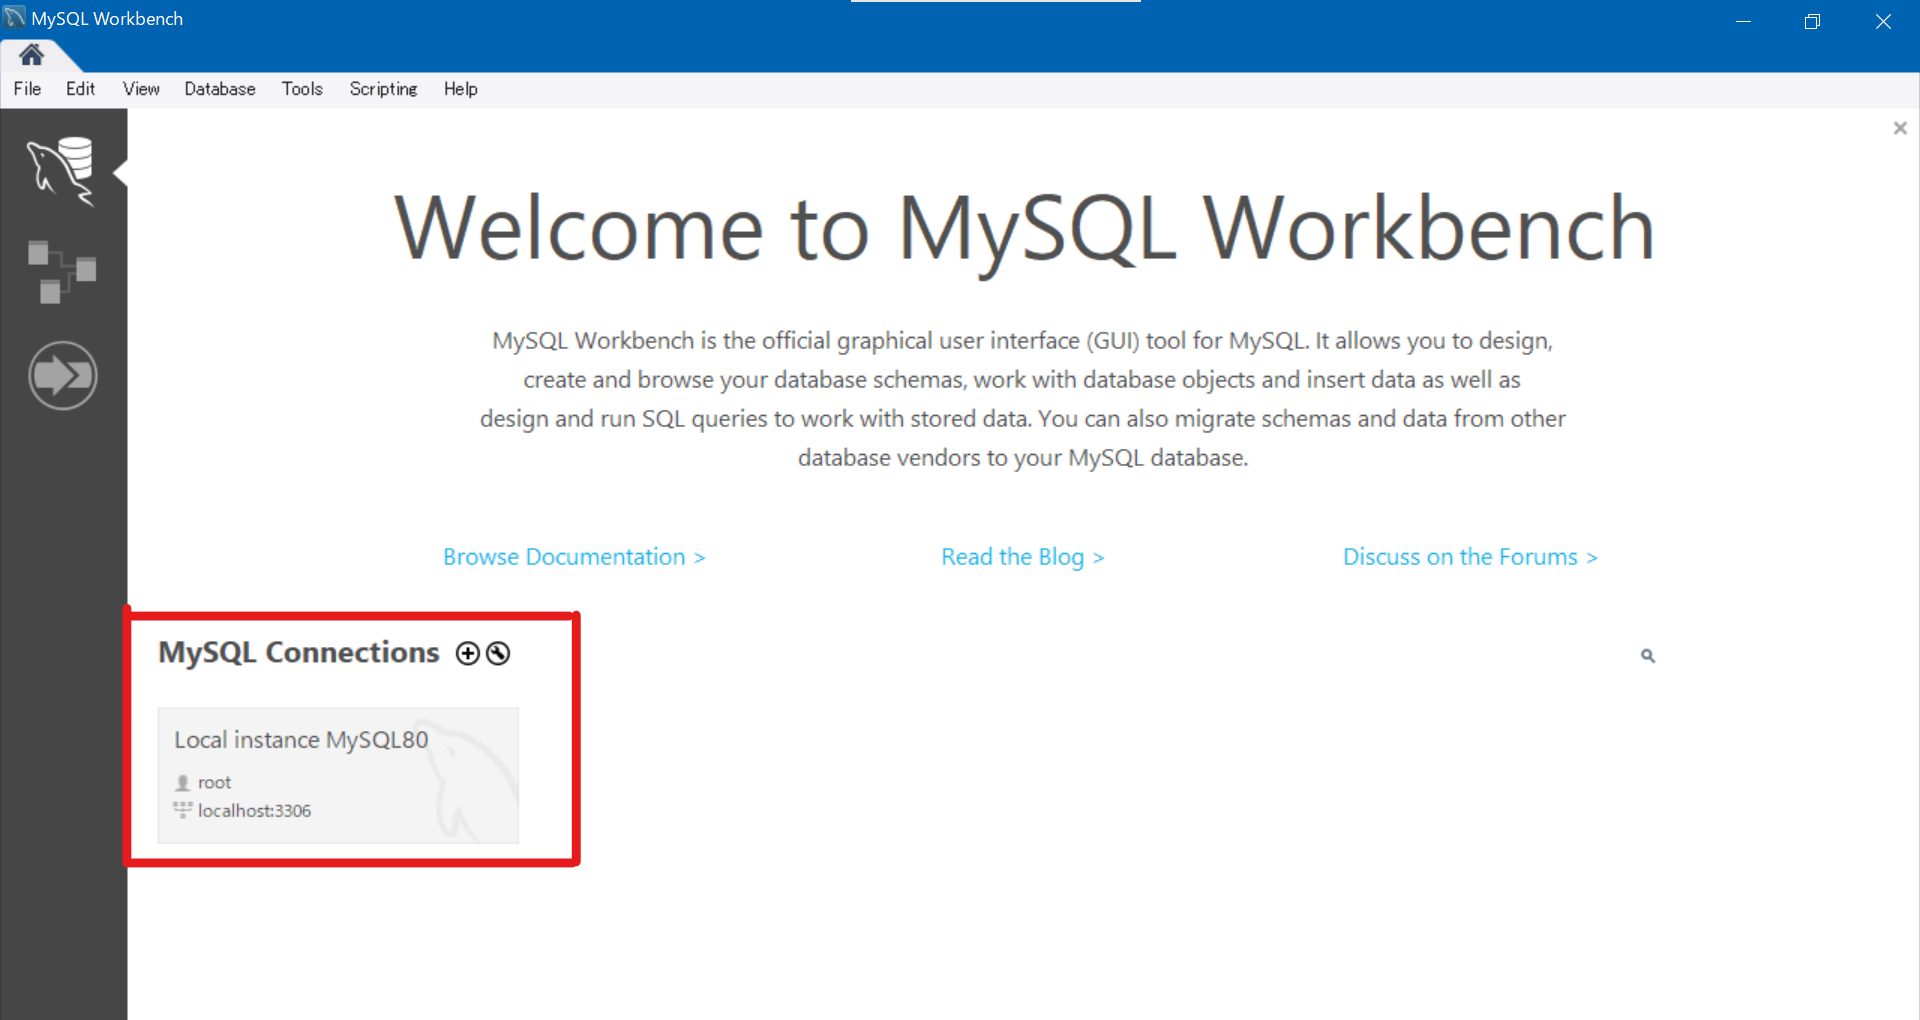 MySQL Workbench
File Edit View Database Tools Scripting Help
Welcome to MySQL Workbench
MySQL Workbench is the official graphical user interface (GUI) tool for MySQL. It allows you to design,
create and browse your database schemas, work with database objects and insert data as well as
design and run SQL queries to work with stored data. You can also migrate schemas and data from other
database vendors to your MySQL database.
Browse Documentation > Read the Blog > Discuss on the Forums >
MySQL Connections
Local instance MySQL80
root
localhost:3306